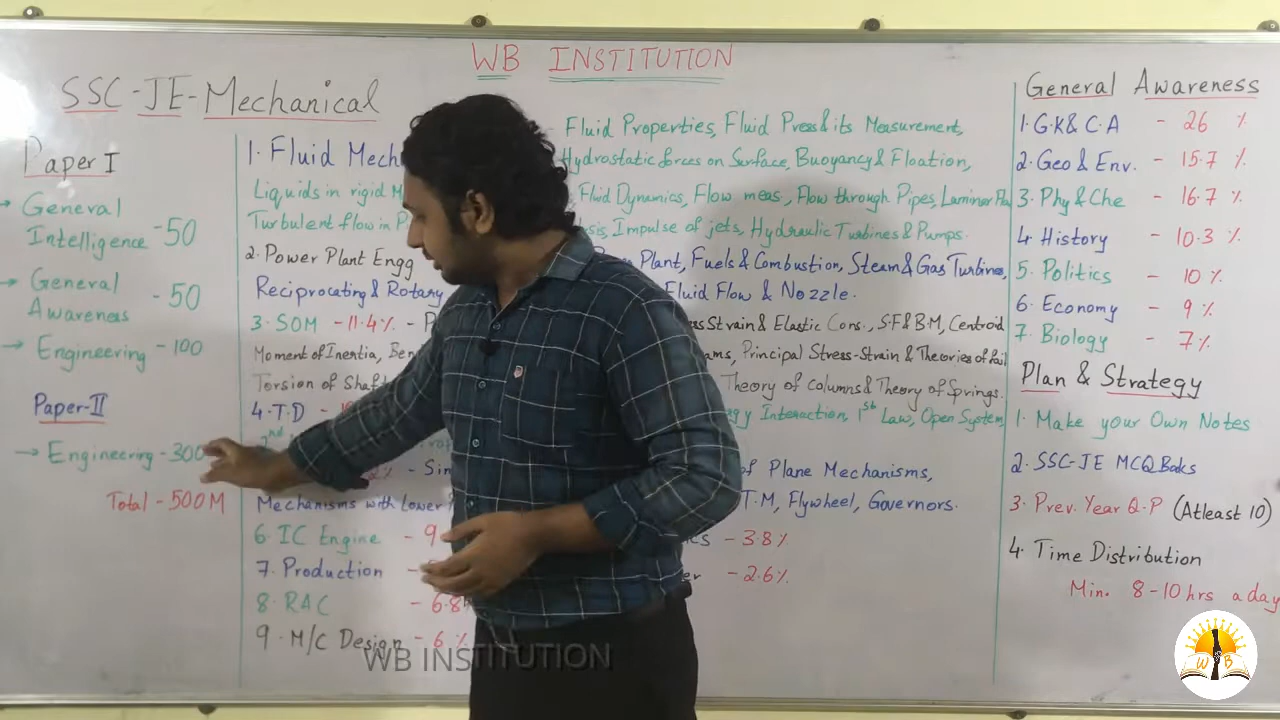 WB INSTITUTION
SSC-JE-Mechanical
Paper I
→ General
Intelligence - 50
→ General
Awareness - 50
→ Engineering - 100
Paper-II
→ Engineering - 300
Total - 500 M
1. Fluid Mech
Fluid Properties, Fluid Press & its Measurement,
Hydrostatic forces on Surface, Buoyancy & Floation,
Liquids in rigid M
Fluid Dynamics, Flow meas., Flow through Pipes, Laminar
Turbulent flow in
Impulse of jets, Hydraulic Turbines & Pumps.
2. Power Plant Engg
Plant, Fuels & Combustion, Steam & Gas Turbines,
Reciprocating & Rotary
Fluid Flow & Nozzle.
3. SOM - 11.4% -
Strain & Elastic Cons., S.F & B.M, Centroid
Moment of Inertia,
Principal Stress-Strain & Theories of
Torsion of
Theory of Columns & Theory of Springs.
4. T.D -
Interaction, 1st Law, Open System,
2nd
of Plane Mechanisms,
Mechanisms with Lower
T.M, Flywheel, Governors.
6. IC Engine - 9
- 3.8%
7. Production
- 2.6%
8. RAC - 6.8
9. M/C Design - 6 %
General Awareness
1. G.K & C.A - 26 %
2. Geo & Env. - 15.7 %
3. Phy & Che - 16.7 %
4 History - 10.3 %
5. Politics - 10 %
6. Economy - 9 %
7. Biology - 7 %
Plan & Strategy
1. Make your Own Notes
2. SSC-JE MCQ Books
3. Prev. Year Q.P (Atleast 10)
4. Time Distribution
Min. 8-10 hrs a day
WB INSTITUTION
W B